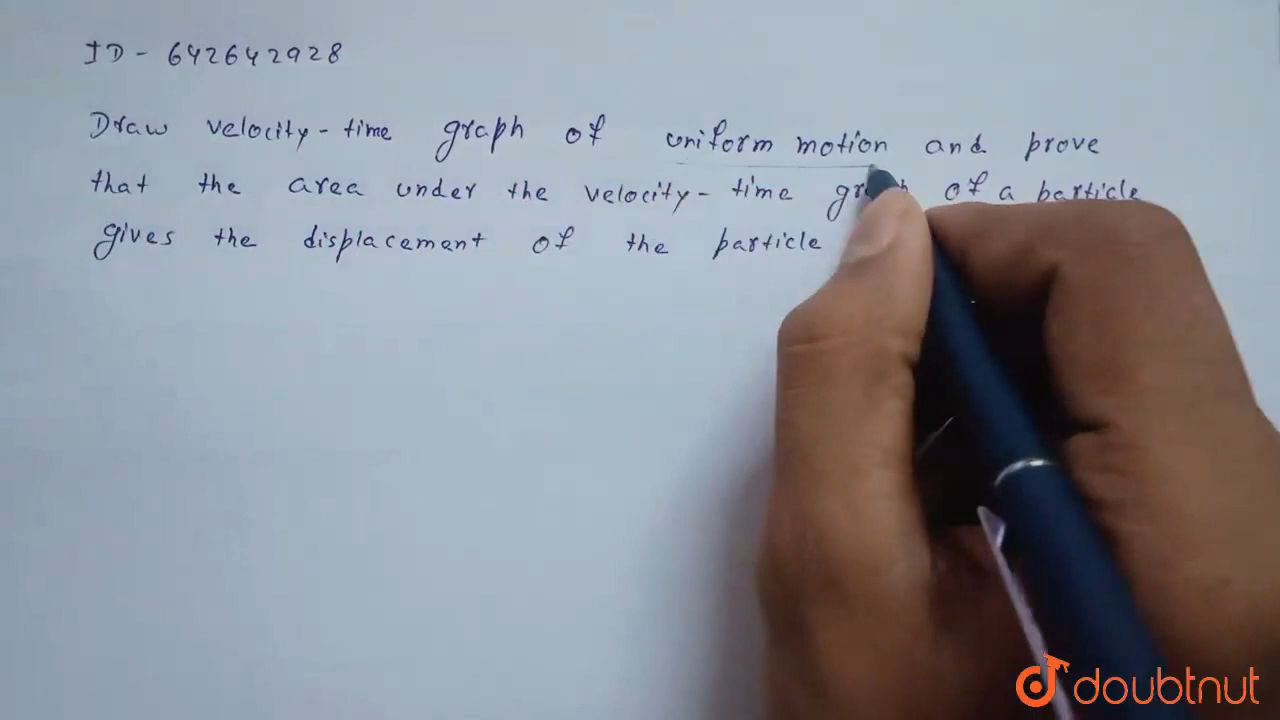 ID - 642642928
Draw velocity-time graph of uniform motion and prove
that the area under the velocity-time graph of a particle
gives the displacement of the particle
doubtnut